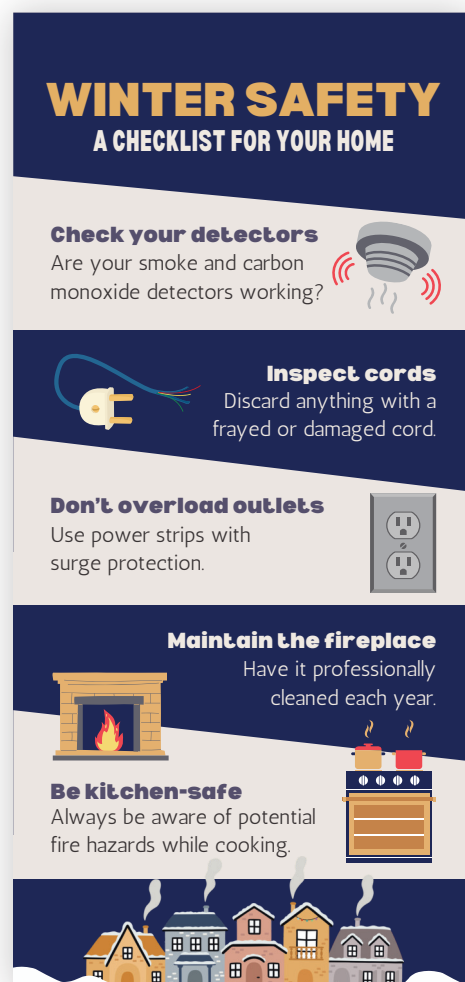 WINTER SAFETY
A CHECKLIST FOR YOUR HOME
Check your detectors
Are your smoke and carbon
monoxide detectors working?
Inspect cords
Discard anything with a
frayed or damaged cord.
Don't overload outlets
Use power strips with
surge protection.
Maintain the fireplace
Have it professionally
cleaned each year.
Be kitchen-safe
Always be aware of potential
fire hazards while cooking.